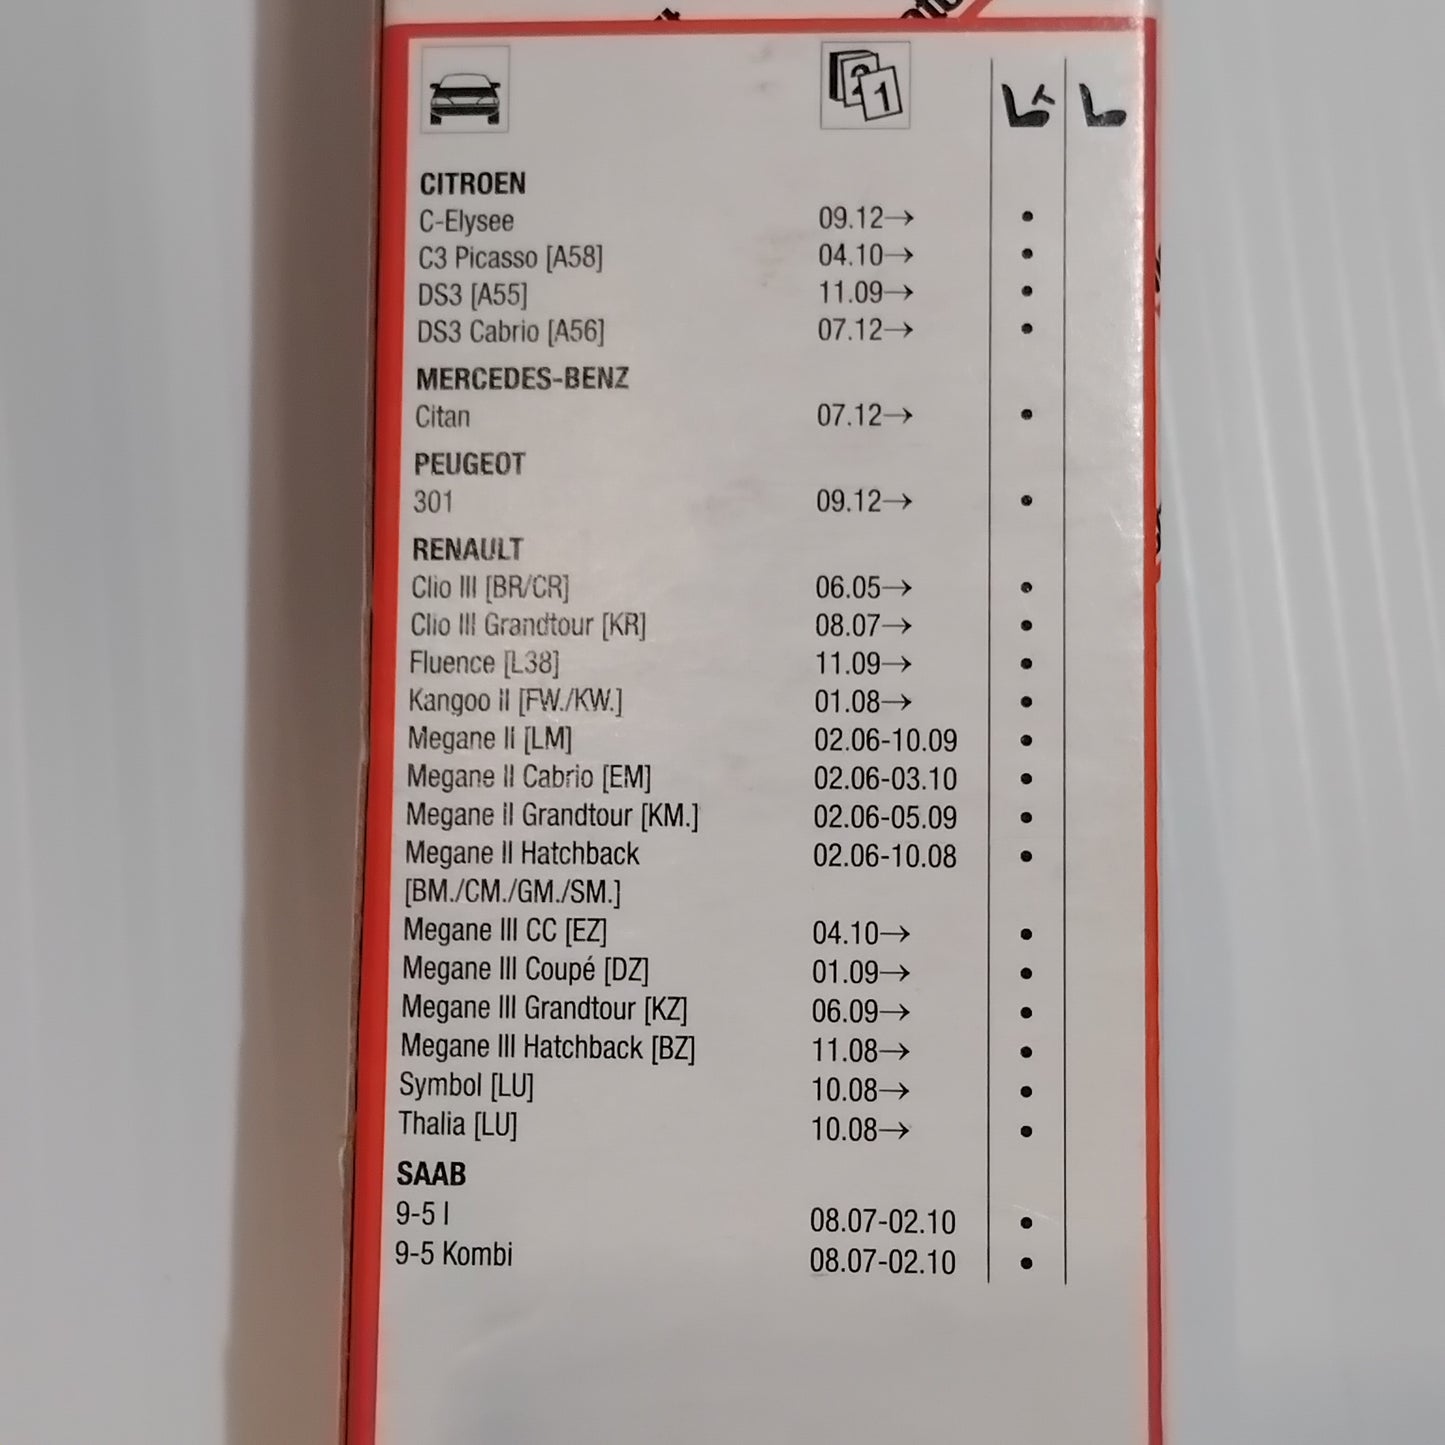 2 1
CITROEN
C-Elysee 09.12→
C3 Picasso [A58] 04.10→
DS3 [A55] 11.09→
DS3 Cabrio [A56] 07.12→
MERCEDES-BENZ
Citan 07.12→
PEUGEOT
301 09.12→
RENAULT
Clio III [BR/CR] 06.05→
Clio III Grandtour [KR] 08.07→
Fluence [L38] 11.09→
Kangoo II [FW./KW.] 01.08→
Megane II [LM] 02.06-10.09
Megane II Cabrio [EM] 02.06-03.10
Megane II Grandtour [KM.] 02.06-05.09
Megane II Hatchback 02.06-10.08
[BM./CM./GM./SM.]
Megane III CC [EZ] 04.10→
Megane III Coupé [DZ] 01.09→
Megane III Grandtour [KZ] 06.09→
Megane III Hatchback [BZ] 11.08→
Symbol [LU] 10.08→
Thalia [LU] 10.08→
SAAB
9-5 I 08.07-02.10
9-5 Kombi 08.07-02.10